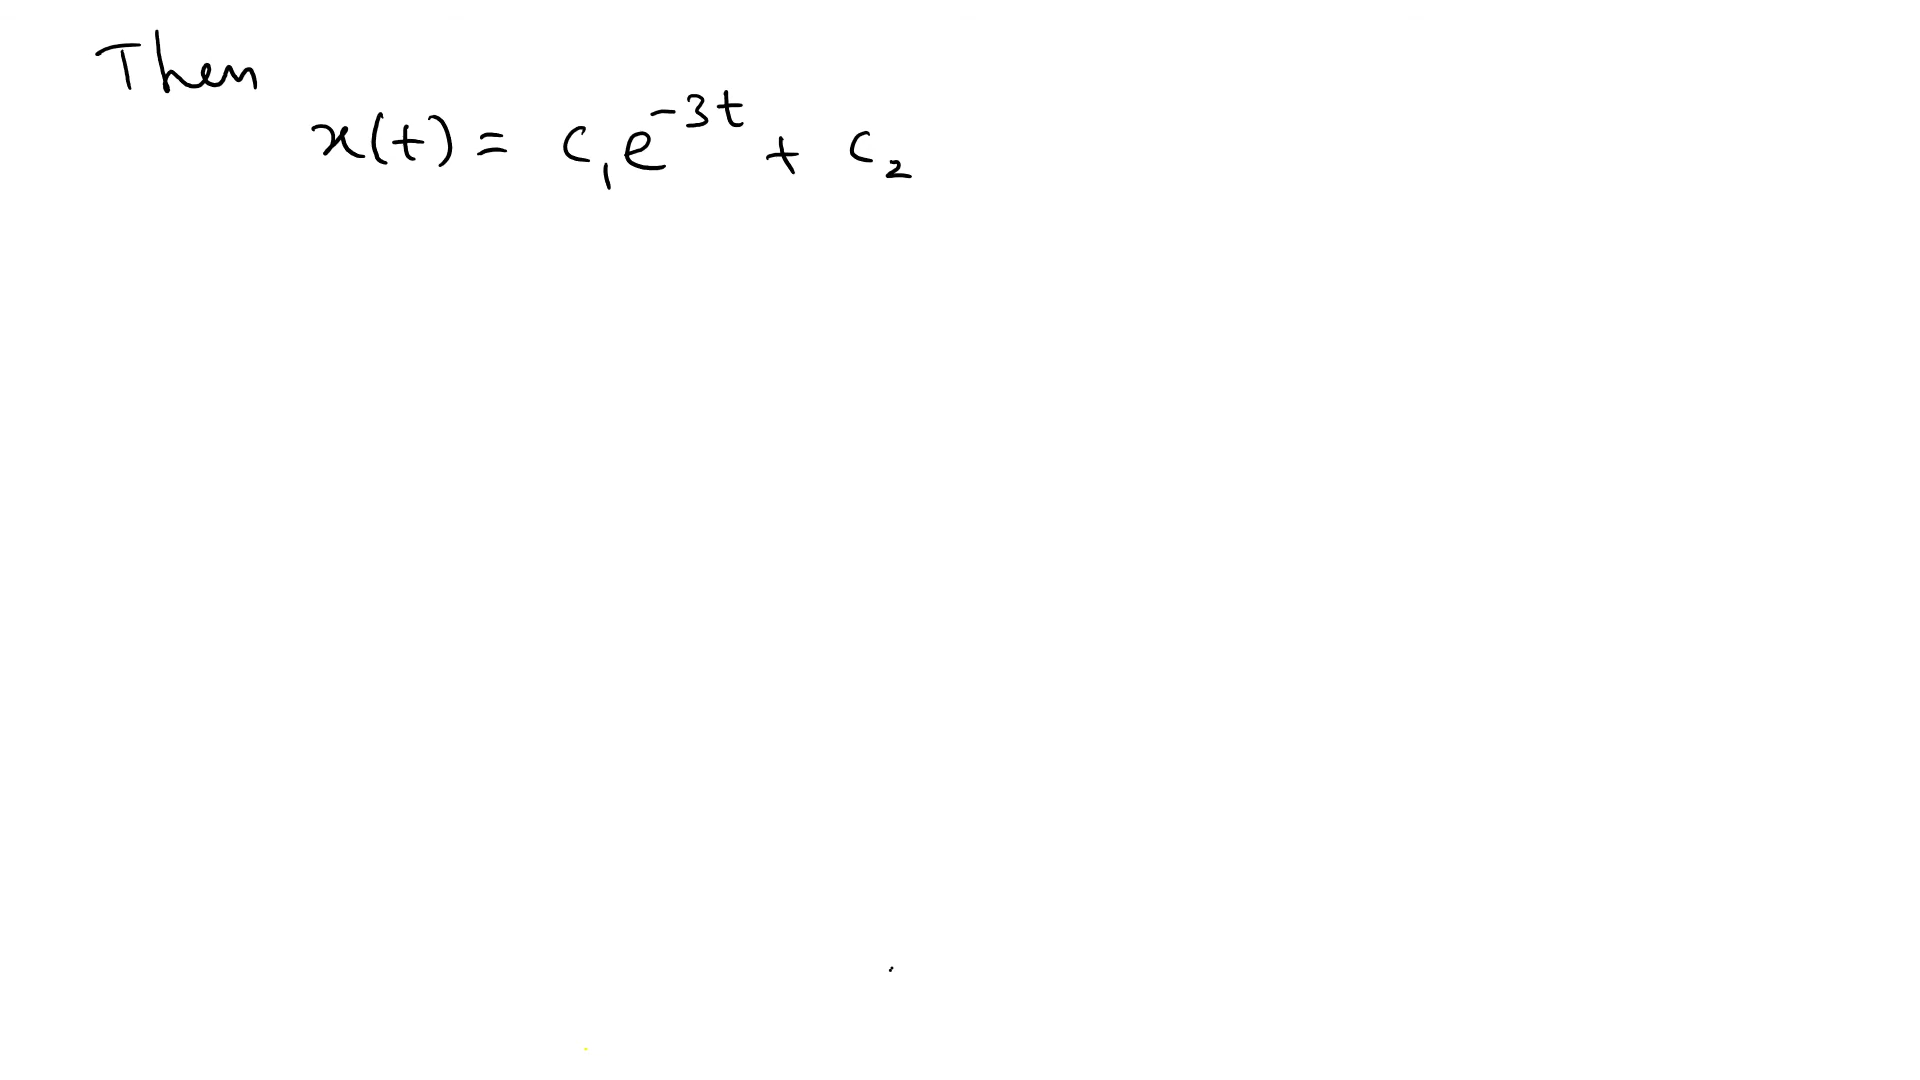 Then
x(t) = c₁e⁻³ᵗ + c₂